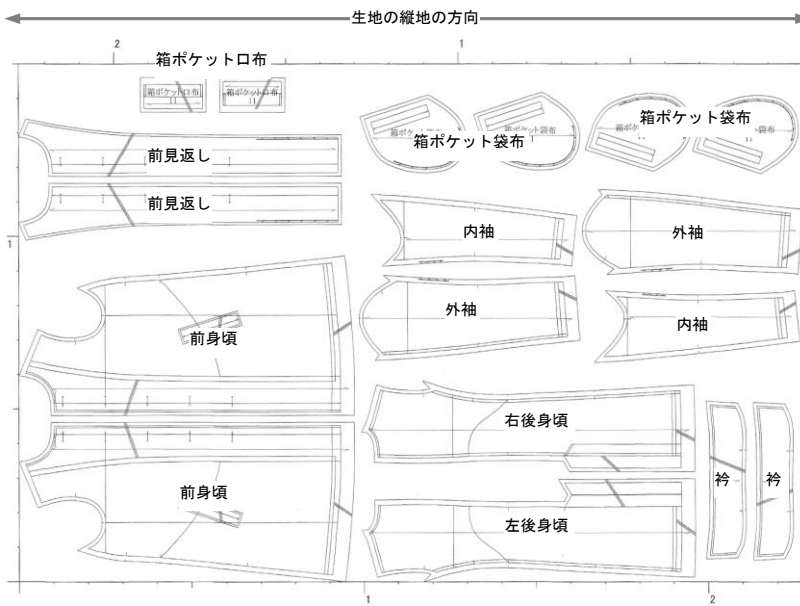 生地の縦地の方向
2
1
箱ポケット口布
箱ポケット口布
箱ポケット口布
箱ポケット袋布
箱ポケット袋布
前見返し
前見返し
1
内袖
外袖
外袖
内袖
前身頃
前身頃
右後身頃
左後身頃
衿
衿
1
2